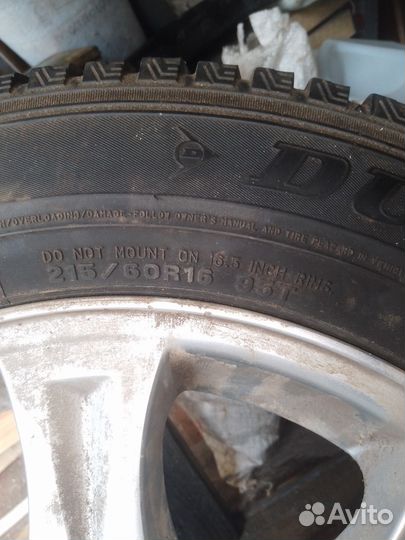 DU
/OVERLOADING/DAMAGE-FOLLOW OWNER'S MANUAL AND TIRE PLACARD IN VEHICLE
DO NOT MOUNT ON 16.5 INCH RIMS
215/60R16 95T
Avito